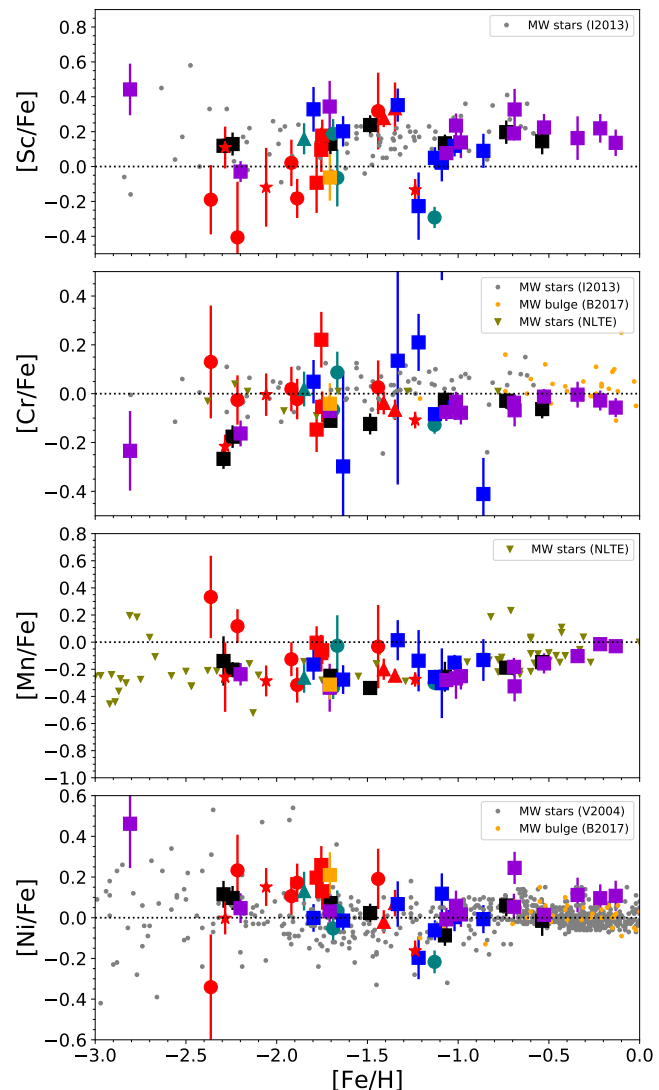 0.8
0.6
0.4
0.2
0.0
−0.2
−0.4
[Sc/Fe]
MW stars (I2013)
0.4
0.2
0.0
−0.2
−0.4
[Cr/Fe]
MW stars (I2013)
MW bulge (B2017)
MW stars (NLTE)
0.8
0.6
0.4
0.2
0.0
−0.2
−0.4
−0.6
−0.8
−1.0
[Mn/Fe]
MW stars (NLTE)
0.6
0.4
0.2
0.0
−0.2
−0.4
−0.6
[Ni/Fe]
MW stars (V2004)
MW bulge (B2017)
−3.0 −2.5 −2.0 −1.5 −1.0 −0.5 0.0
[Fe/H]